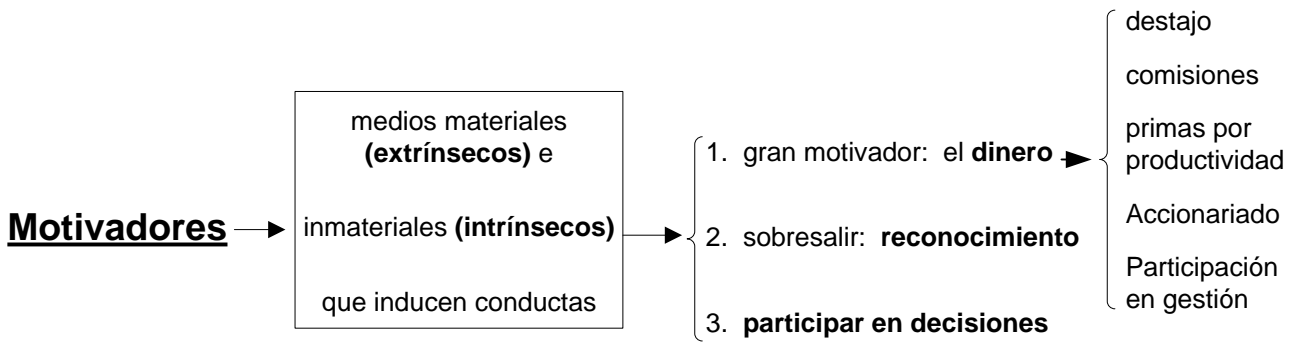 Motivadores
medios materiales
(extrínsecos) e
inmateriales (intrínsecos)
que inducen conductas
1. gran motivador: el dinero
2. sobresalir: reconocimiento
3. participar en decisiones
destajo
comisiones
primas por
productividad
Accionariado
Participación
en gestión